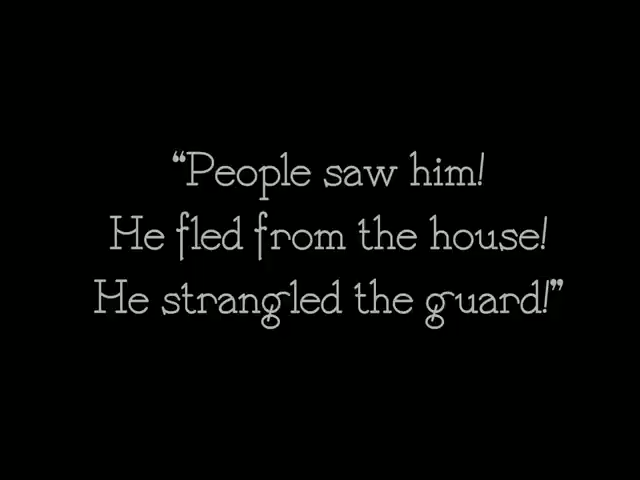 “People saw him!
He fled from the house!
He strangled the guard!”